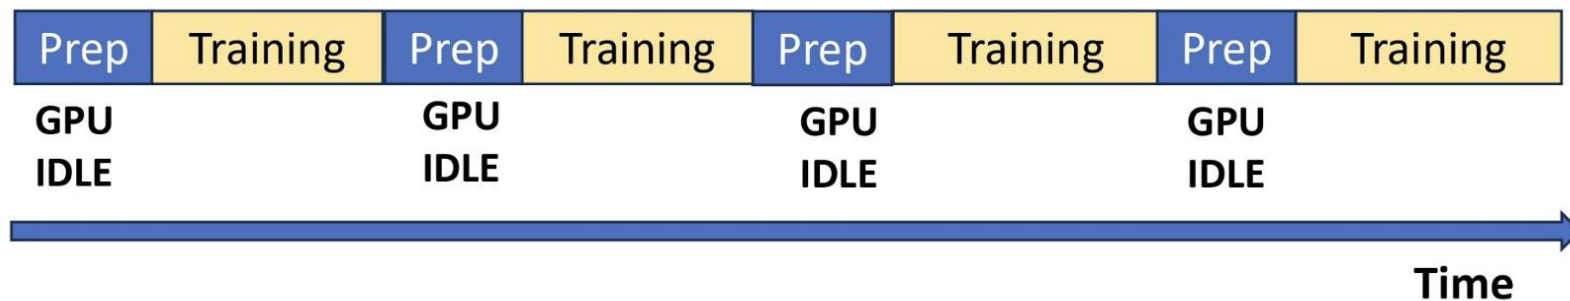 Prep Training Prep Training Prep Training Prep Training
GPU GPU GPU GPU
IDLE IDLE IDLE IDLE
Time